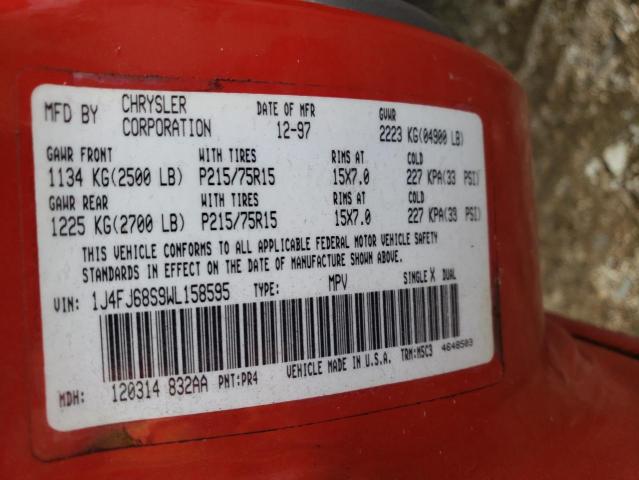 MFD BY CHRYSLER CORPORATION DATE OF MFR 12-97 GVWR 2223 KG(04900 LB)
GAWR FRONT WITH TIRES RIMS AT COLD
1134 KG(2500 LB) P215/75R15 15X7.0 227 KPA(33 PSI)
GAWR REAR WITH TIRES RIMS AT COLD
1225 KG(2700 LB) P215/75R15 15X7.0 227 KPA(33 PSI)
THIS VEHICLE CONFORMS TO ALL APPLICABLE FEDERAL MOTOR VEHICLE SAFETY
STANDARDS IN EFFECT ON THE DATE OF MANUFACTURE SHOWN ABOVE.
VIN: 1J4FJ68S9WL158595 TYPE: MPV SINGLE X DUAL
MDH: 120314 832AA PNT:PR4 VEHICLE MADE IN U.S.A. TRM:M5C3 4648503